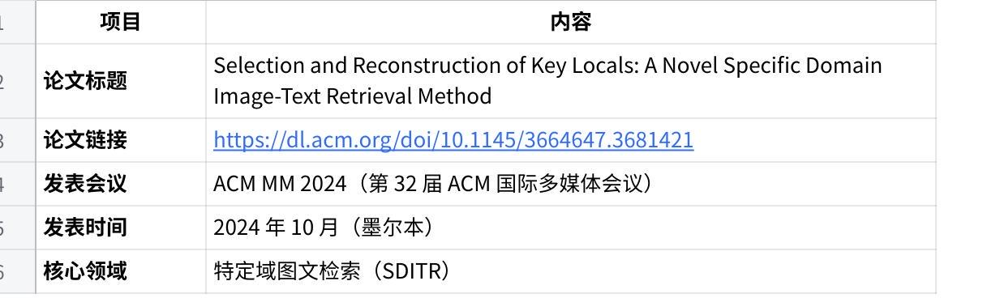 1 项目 内容
2 论文标题 Selection and Reconstruction of Key Locals: A Novel Specific Domain
Image-Text Retrieval Method
3 论文链接 https://dl.acm.org/doi/10.1145/3664647.3681421
4 发表会议 ACM MM 2024（第 32 届 ACM 国际多媒体会议）
5 发表时间 2024 年 10 月（墨尔本）
6 核心领域 特定域图文检索（SDITR）